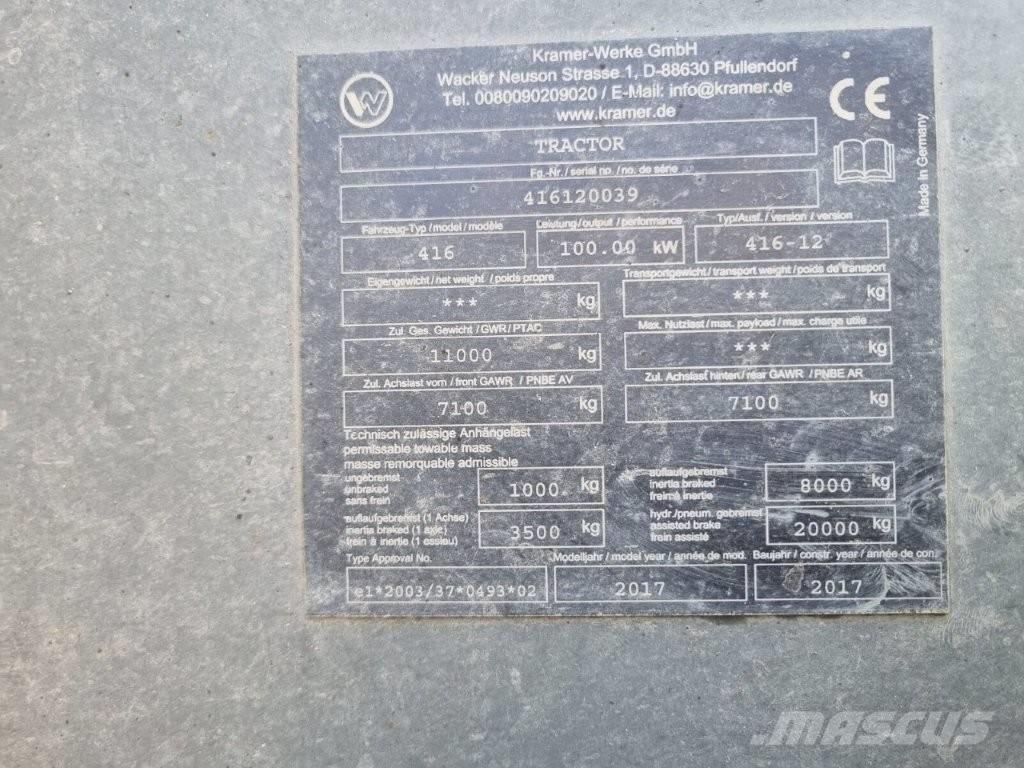 Kramer-Werke GmbH
Wacker Neuson Strasse 1, D-88630 Pfullendorf
Tel. 0080090209020 / E-Mail: info@kramer.de
www.kramer.de
CE
Made in Germany
TRACTOR
Fg.-Nr./ serial no./ no. de série
416120039
Fahrzeug-Typ / model / modèle
416
Leistung / output / performance
100.00 kW
Typ/Ausf. / version / version
416-12
Eigengewicht / net weight / poids propre
*** kg
Transportgewicht / transport weight / poids de transport
*** kg
Zul. Ges. Gewicht / GWR / PTAC
11000 kg
Max. Nutzlast / max. payload / max. charge utile
*** kg
Zul. Achslast vorn / front GAWR / PNBE AV
7100 kg
Zul. Achslast hinten / rear GAWR / PNBE AR
7100 kg
Technisch zulässige Anhängelast
permissable towable mass
masse remorquable admissible
ungebremst
unbraked
sans frein
1000 kg
auflaufgebremst
inertia braked
freimé inertie
8000 kg
auflaufgebremst (1 Achse)
inertia braked (1 axle)
frein à inertie (1 essieu)
3500 kg
hydr./pneum. gebremst
assisted brake
frein assisté
20000 kg
Type Approval No.
e1*2003/37*0493*02
Modelljahr / model year / année de mod.
2017
Baujahr / constr. year / année de con.
2017
MASCUS